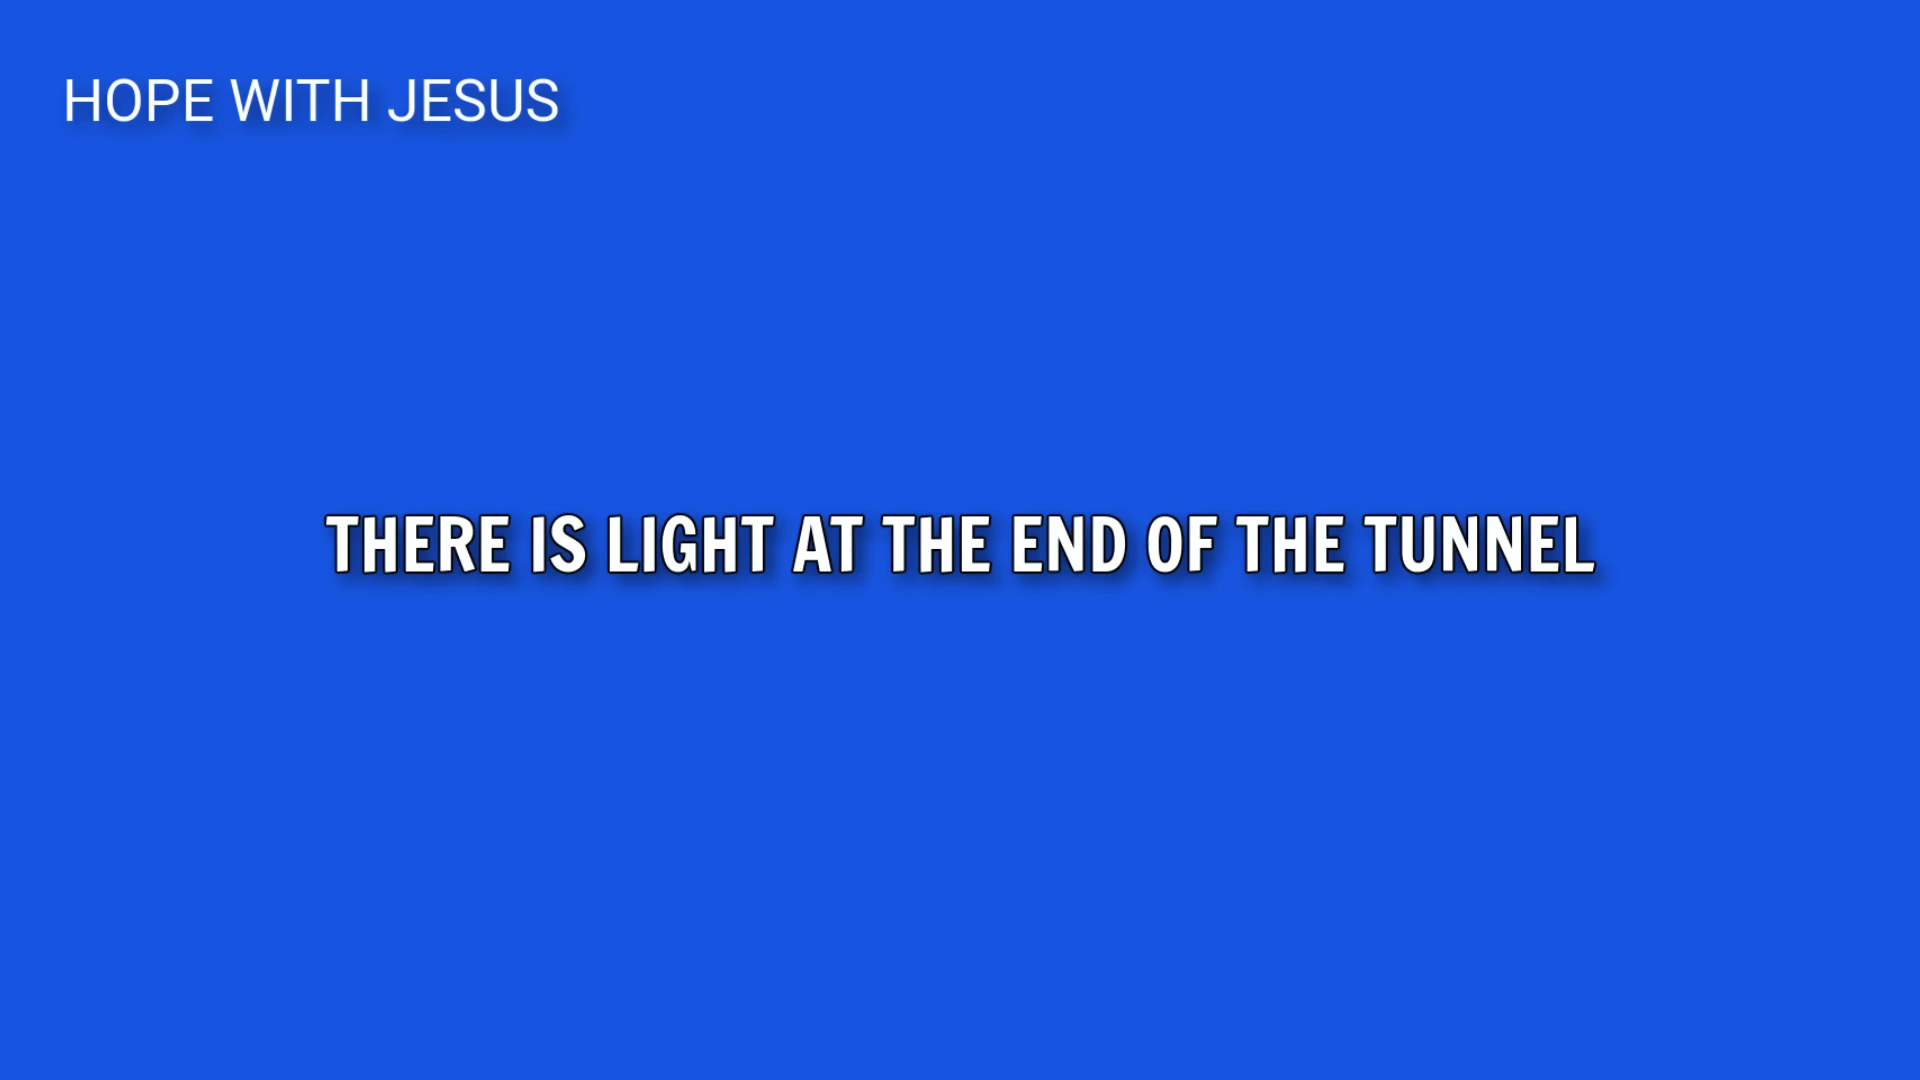 HOPE WITH JESUS
THERE IS LIGHT AT THE END OF THE TUNNEL